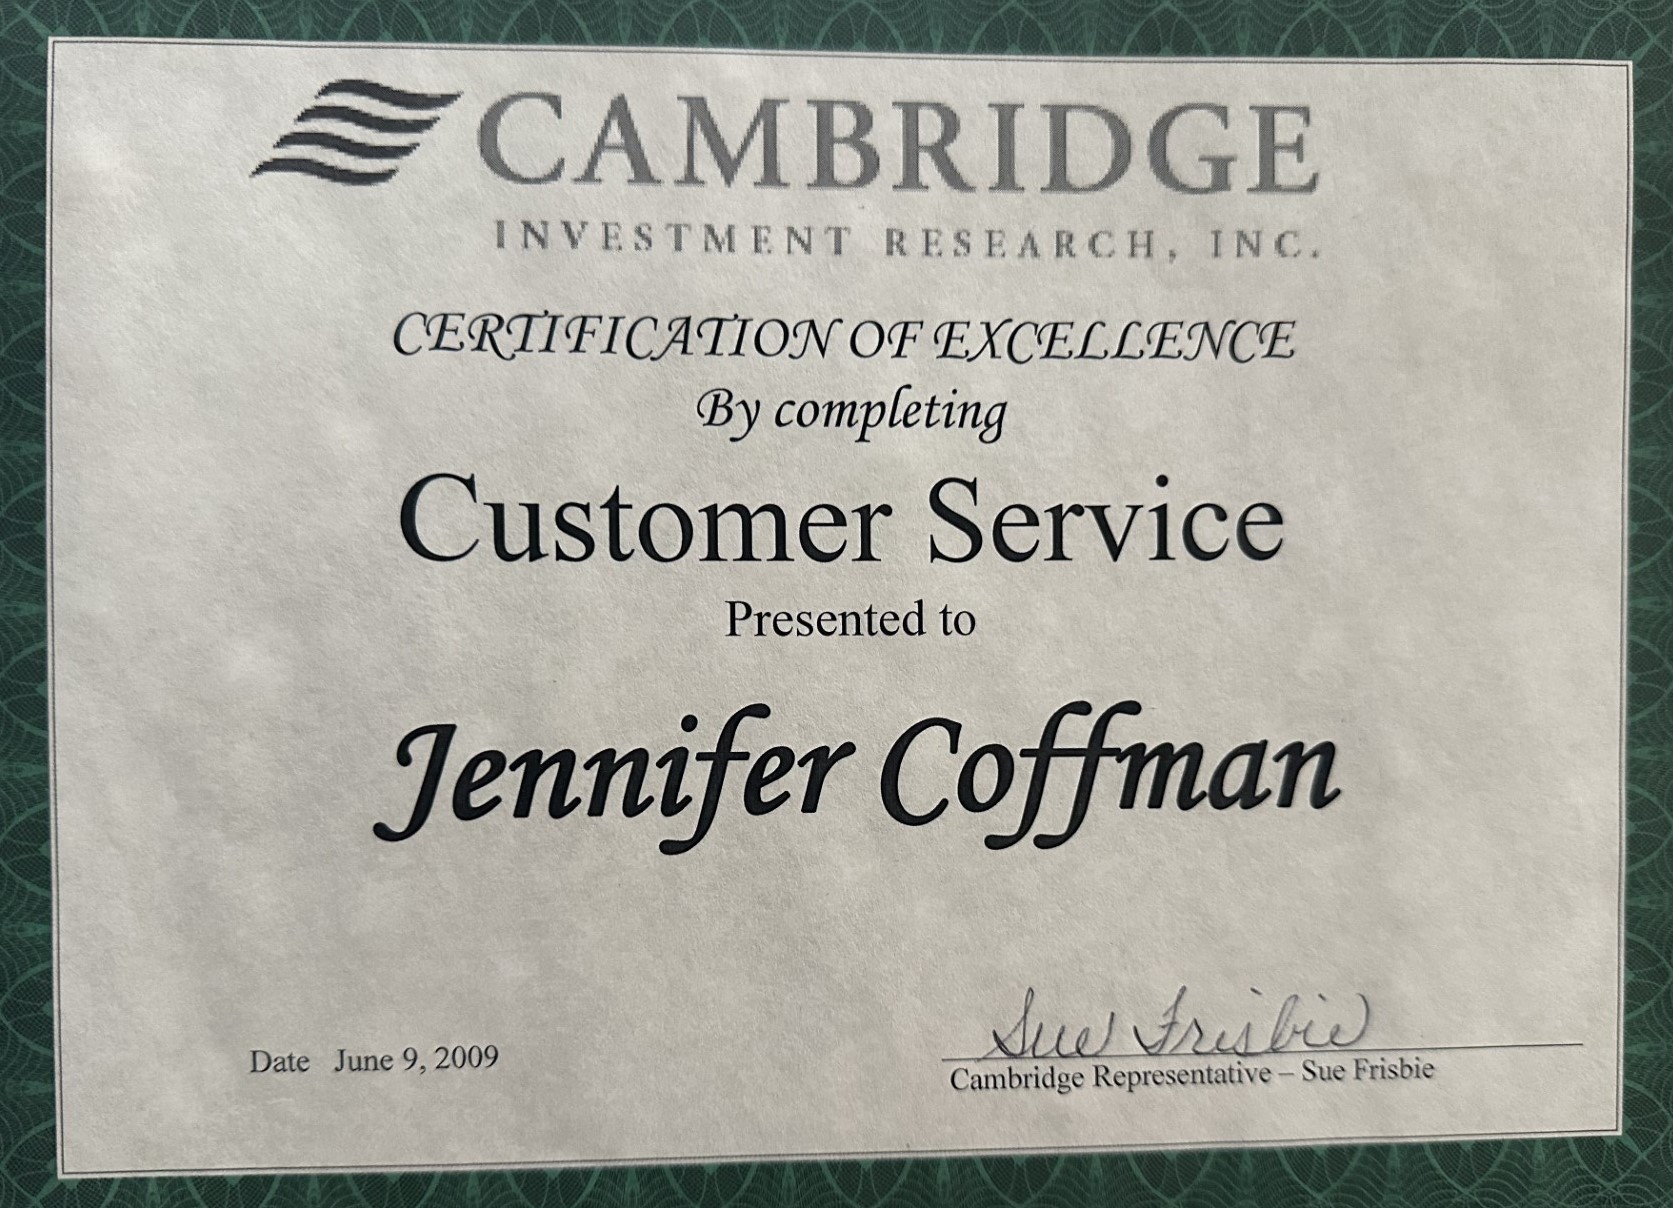 CAMBRIDGE
INVESTMENT RESEARCH, INC.
CERTIFICATION OF EXCELLENCE
By completing
Customer Service
Presented to
Jennifer Coffman
Sue Frisbie
Date June 9, 2009
Cambridge Representative – Sue Frisbie